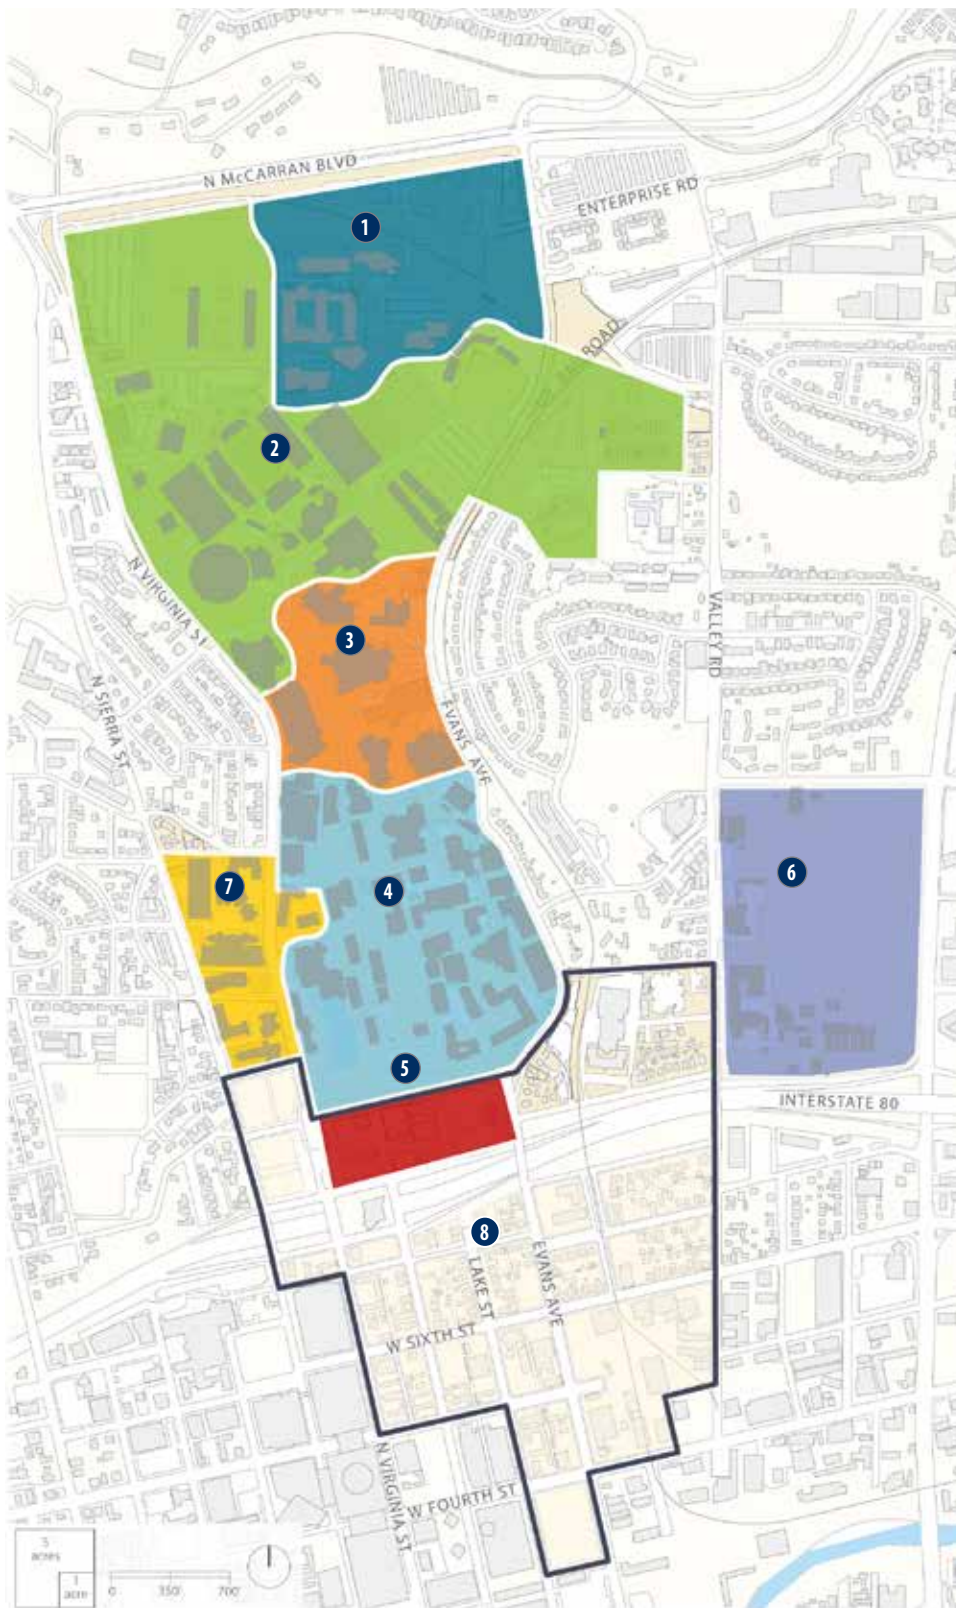 N McCARRAN BLVD
ENTERPRISE RD
1
ROAD
2
N VIRGINIA ST
VALLEY RD
3
N SIERRA ST
EVANS AVE
7
4
6
5
INTERSTATE 80
8
LAKE ST
EVANS AVE
W SIXTH ST
N VIRGINIA ST
W FOURTH ST
5
acres
1
acre
0
350
700'